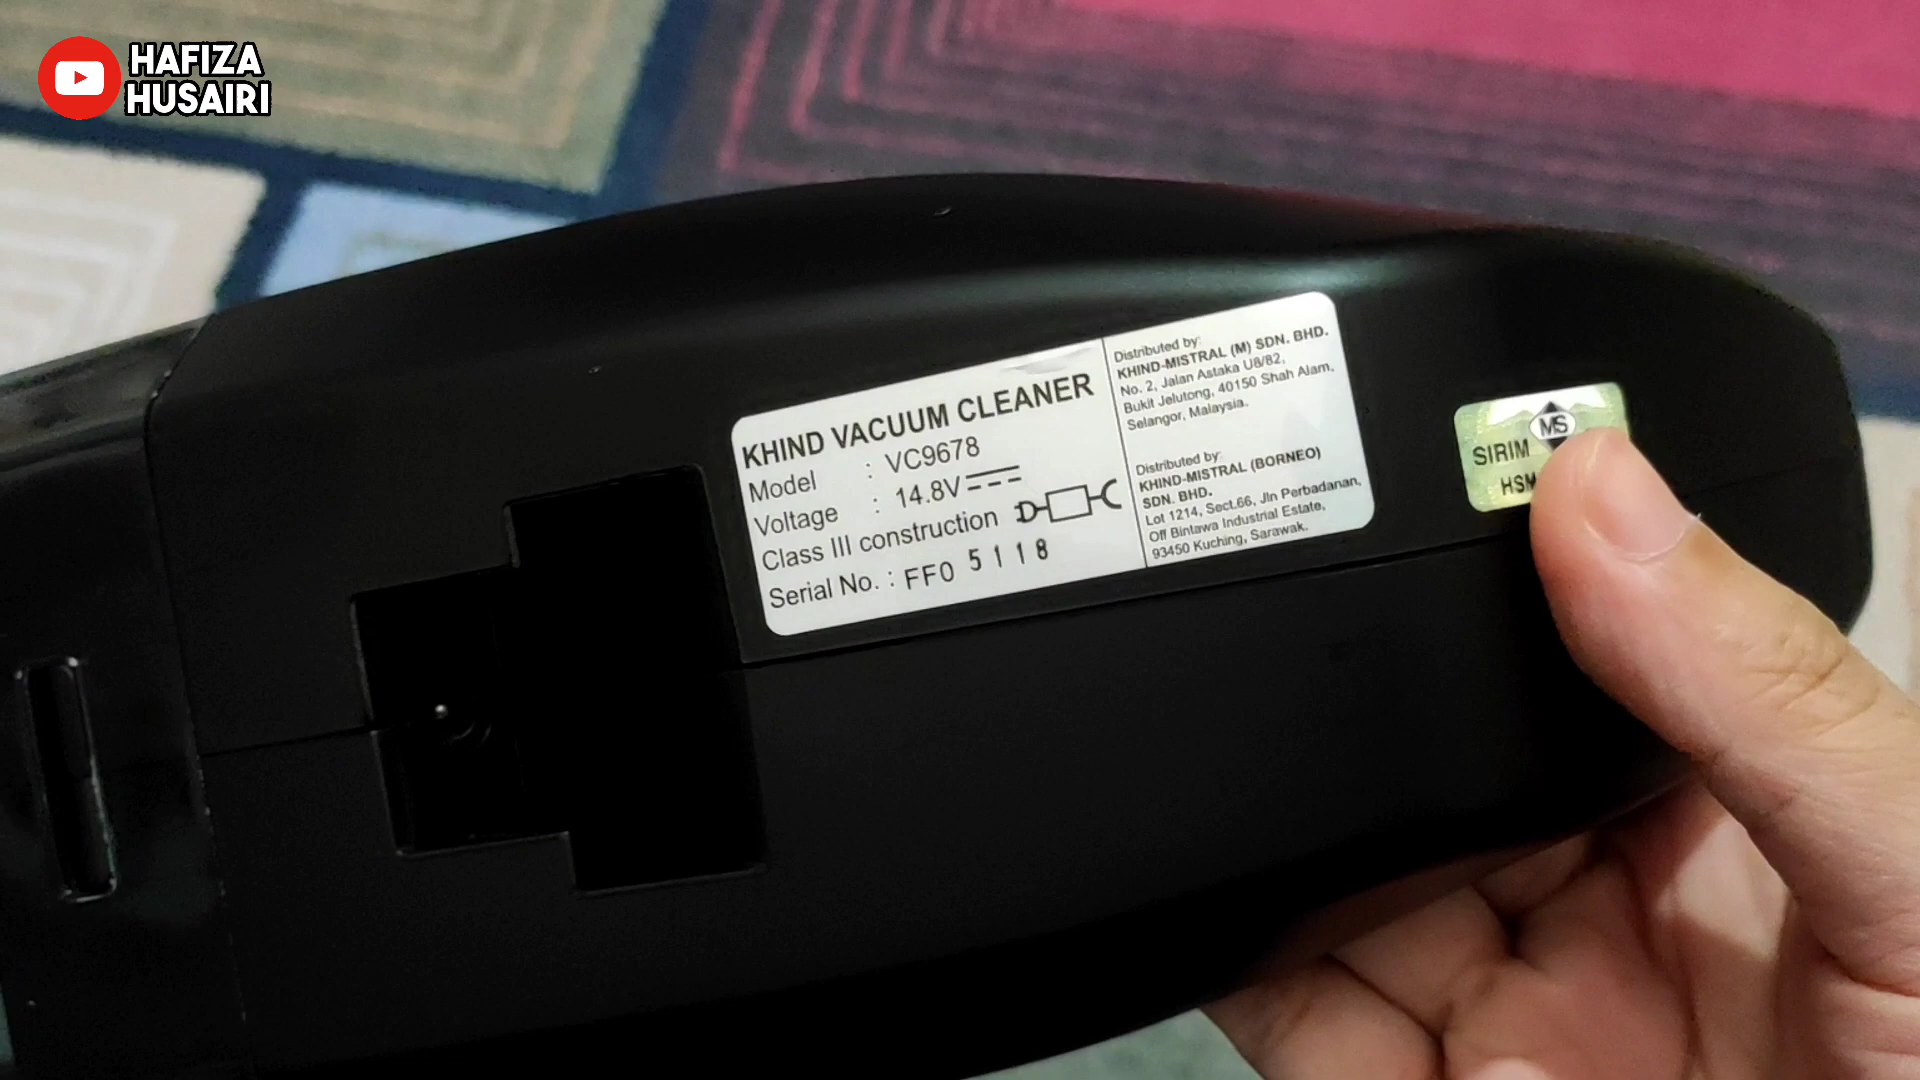 HAFIZA
HUSAIRI
KHIND VACUUM CLEANER
Model : VC9678
Voltage : 14.8V
Class III construction
Serial No. : FF0 5118
Distributed by:
KHIND-MISTRAL (M) SDN. BHD.
No. 2, Jalan Astaka U8/82,
Bukit Jelutong, 40150 Shah Alam,
Selangor, Malaysia.
Distributed by:
KHIND-MISTRAL (BORNEO)
SDN. BHD.
Lot 1214, Sect.66, Jln Perbadanan,
Off Bintawa Industrial Estate,
93450 Kuching, Sarawak.
MS
SIRIM